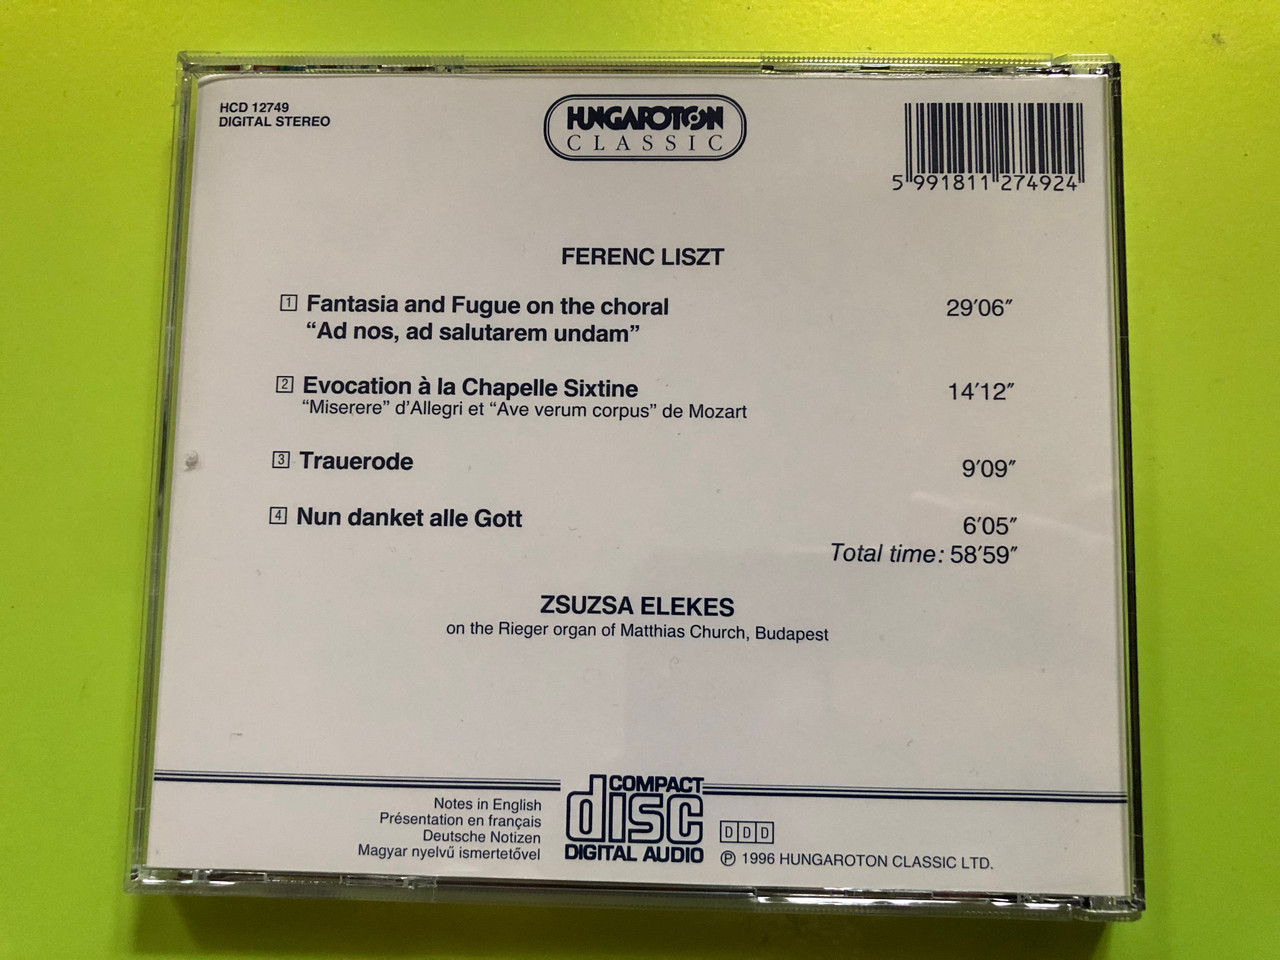 HCD 12749
DIGITAL STEREO
HUNGAROTON
CLASSIC
5 991811 274924
FERENC LISZT
1 Fantasia and Fugue on the choral 29′06″
“Ad nos, ad salutarem undam”
2 Evocation à la Chapelle Sixtine 14′12″
“Miserere” d’Allegri et “Ave verum corpus” de Mozart
3 Trauerode 9′09″
4 Nun danket alle Gott 6′05″
Total time: 58′59″
ZSUZSA ELEKES
on the Rieger organ of Matthias Church, Budapest
Notes in English
Présentation en français
Deutsche Notizen
Magyar nyelvű ismertetővel
COMPACT
disc
DIGITAL AUDIO
DDD
℗ 1996 HUNGAROTON CLASSIC LTD.